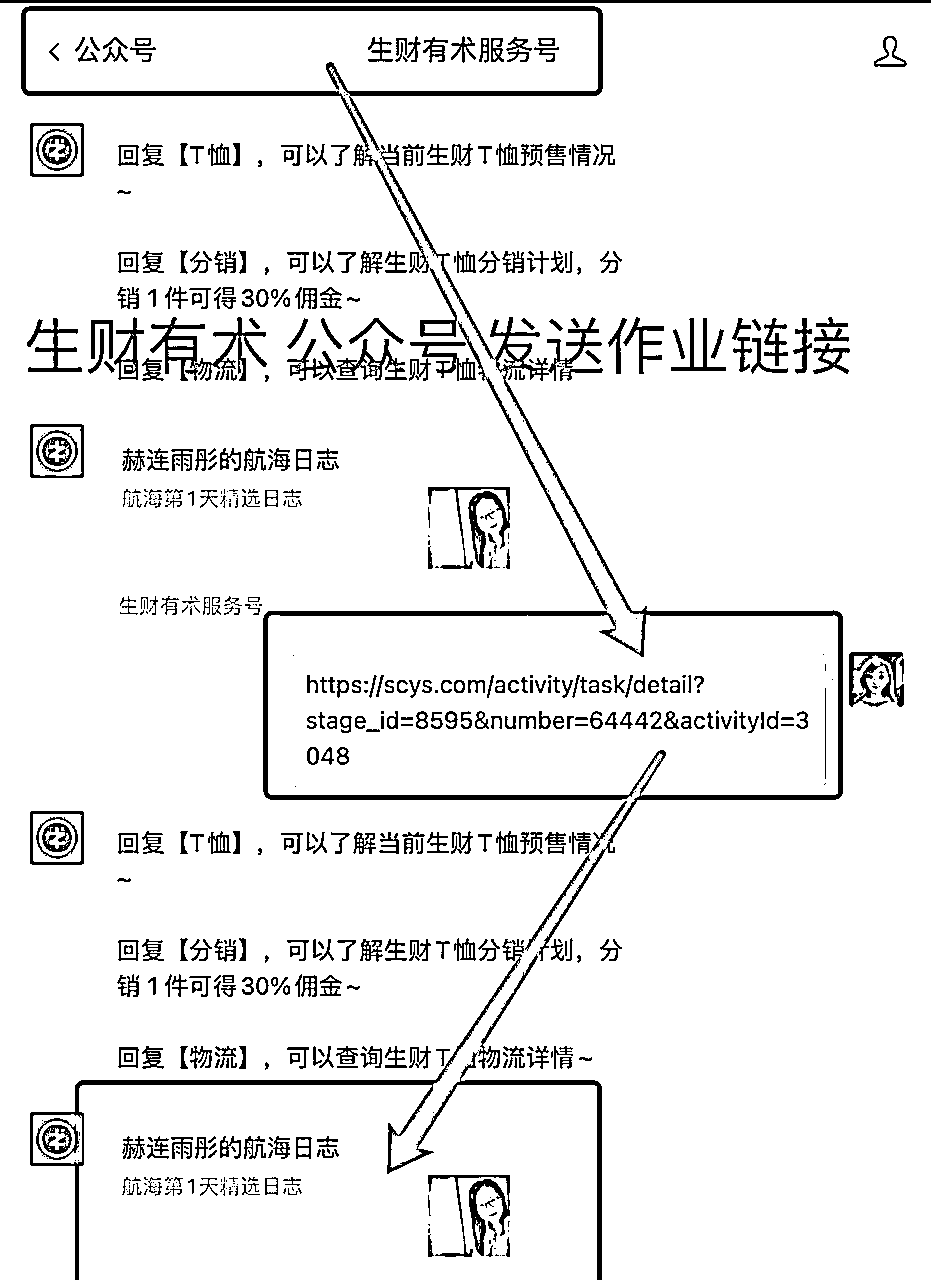 公众号 生财有术服务号
回复【T恤】，可以了解当前生财T恤预售情况
~
回复【分销】，可以了解生财T恤分销计划，分
销1件可得30%佣金~
生财有术 公众号 发送作业链接
回复【物流】，可以查询生财T恤物流详情
赫连雨彤的航海日志
航海第1天精选日志
生财有术服务号
https://scys.com/activity/task/detail?
stage_id=8595&number=64442&activityId=3
048
回复【T恤】，可以了解当前生财T恤预售情况
~
回复【分销】，可以了解生财T恤分销计划，分
销1件可得30%佣金~
回复【物流】，可以查询生财T恤物流详情~
赫连雨彤的航海日志
航海第1天精选日志